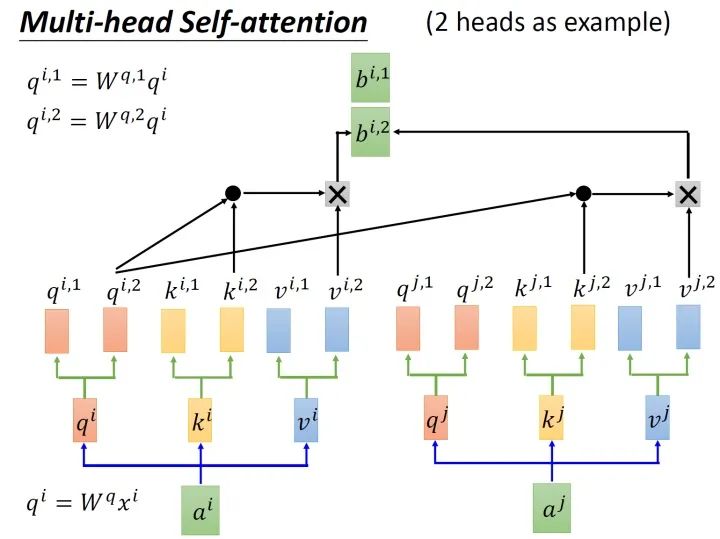 Multi-head Self-attention (2 heads as example)
q^{i,1} = W^{q,1}q^i
q^{i,2} = W^{q,2}q^i
b^{i,1}
b^{i,2}
× ×
q^{i,1} q^{i,2} k^{i,1} k^{i,2} v^{i,1} v^{i,2} q^{j,1} q^{j,2} k^{j,1} k^{j,2} v^{j,1} v^{j,2}
q^i k^i v^i q^j k^j v^j
q^i = W^q x^i
a^i a^j